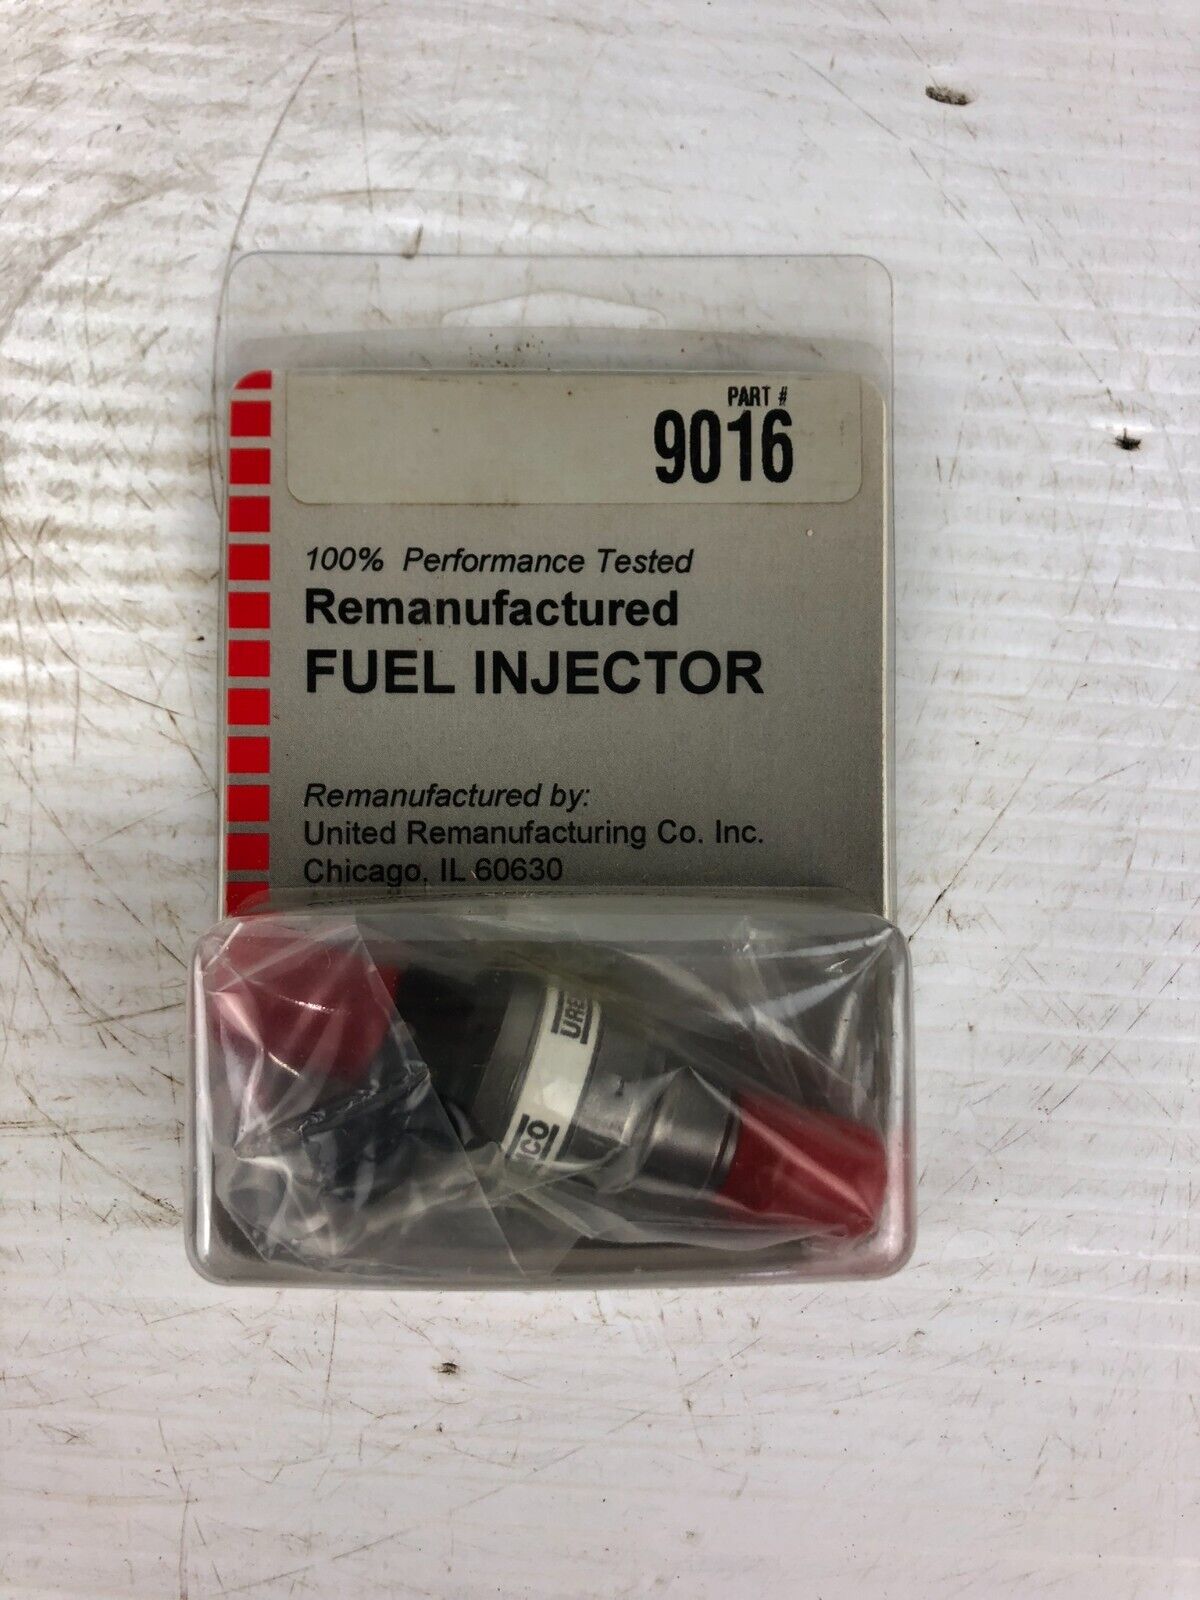 PART #
9016
100% Performance Tested
Remanufactured
FUEL INJECTOR
Remanufactured by:
United Remanufacturing Co. Inc.
Chicago, IL 60630